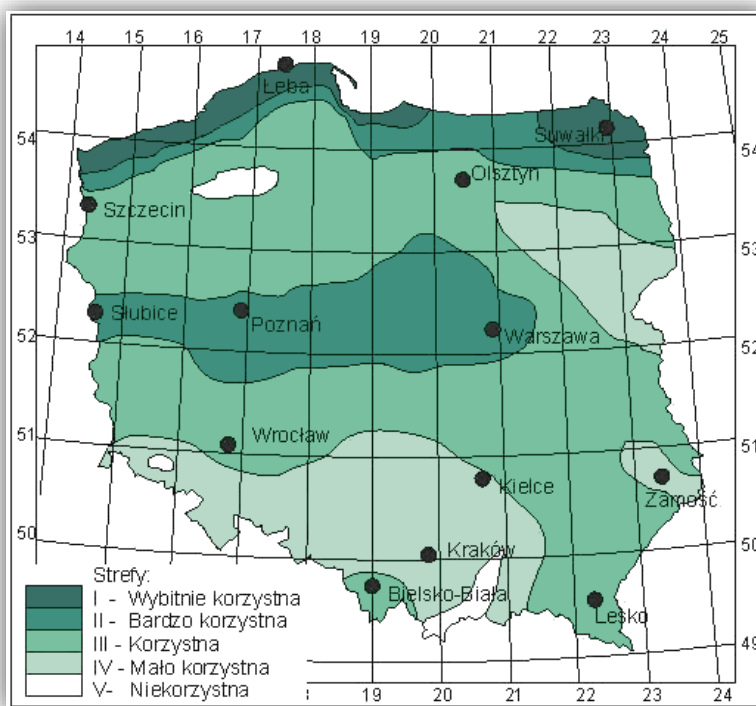 14 15 16 17 18 19 20 21 22 23 24 25
Łeba
54
Suwałki
54
Olsztyn
Szczecin
53
53
Słubice
Poznań
52
Warszawa
52
51
Wrocław
51
Kielce
Zamość
50
Kraków
50
Bielsko-Biała
Lesko
49
Strefy:
I - Wybitnie korzystna
II - Bardzo korzystna
III - Korzystna
IV - Mało korzystna
V- Niekorzystna
19 20 21 22 23 24